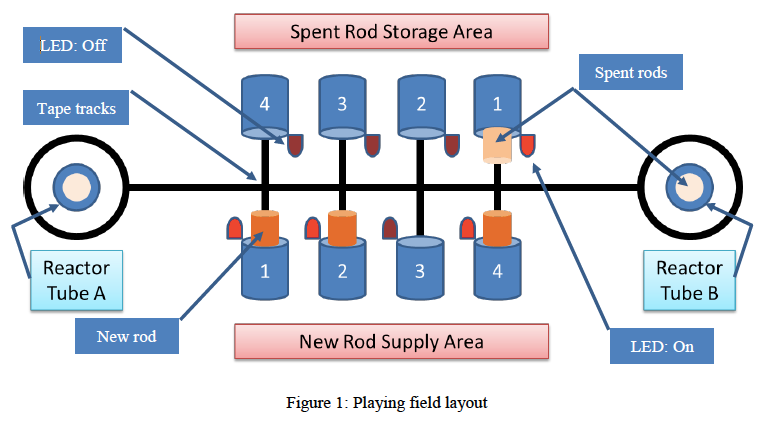 Spent Rod Storage Area
LED: Off
Spent rods
Tape tracks
4
3
2
1
Reactor
Tube A
1
2
3
4
Reactor
Tube B
New rod
New Rod Supply Area
LED: On
Figure 1: Playing field layout